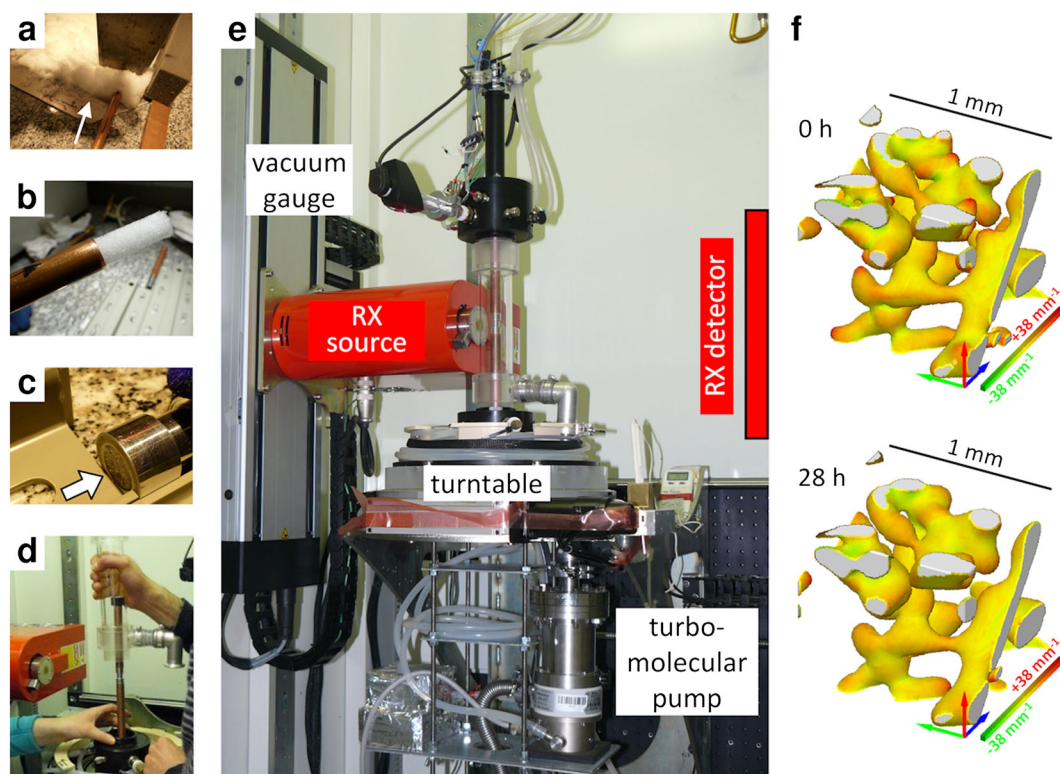 a
b
c
d
e
vacuum
gauge
RX
source
RX detector
turntable
turbo-
molecular
pump
f
1 mm
0 h
+38 mm⁻¹
-38 mm⁻¹
1 mm
28 h
+38 mm⁻¹
-38 mm⁻¹